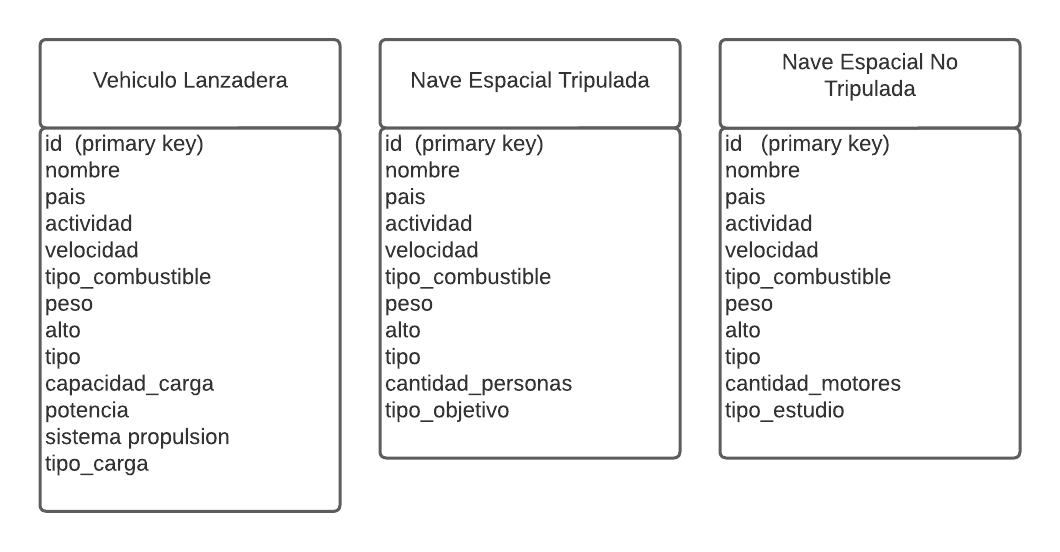 Vehiculo Lanzadera
id  (primary key)
nombre
pais
actividad
velocidad
tipo_combustible
peso
alto
tipo
capacidad_carga
potencia
sistema propulsion
tipo_carga
Nave Espacial Tripulada
id  (primary key)
nombre
pais
actividad
velocidad
tipo_combustible
peso
alto
tipo
cantidad_personas
tipo_objetivo
Nave Espacial No
Tripulada
id   (primary key)
nombre
pais
actividad
velocidad
tipo_combustible
peso
alto
tipo
cantidad_motores
tipo_estudio